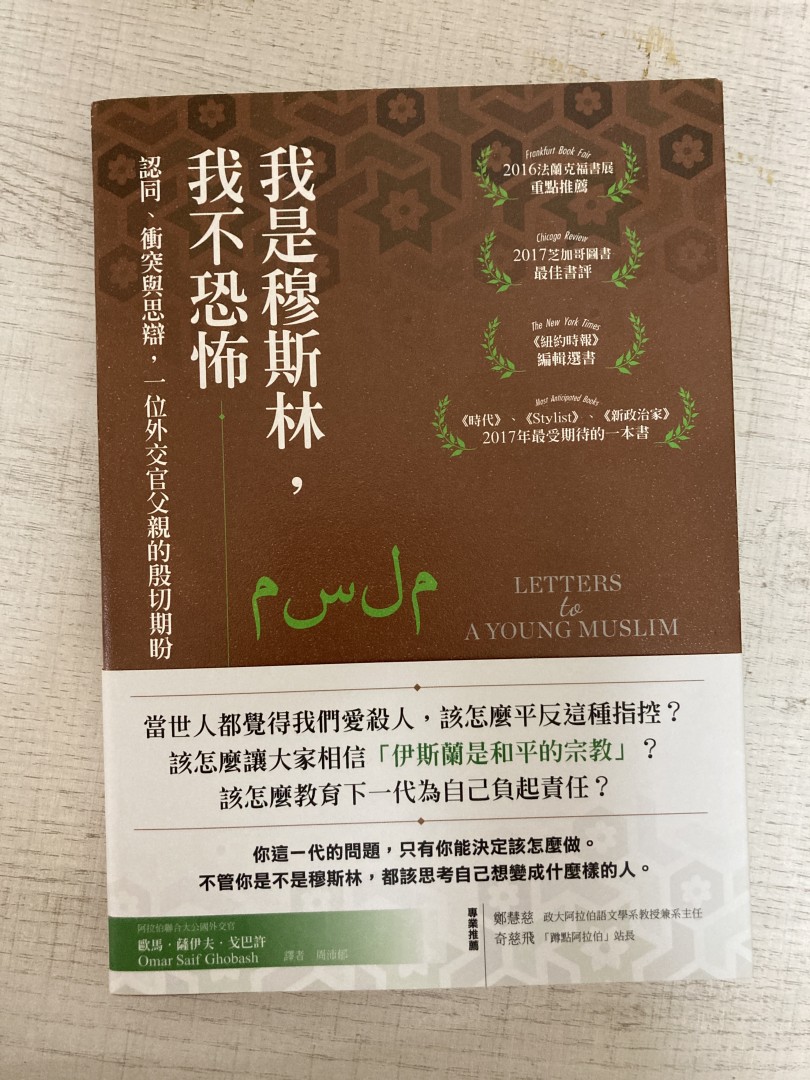 我是穆斯林，
我不恐怖
認同、衝突與思辯，一位外交官父親的殷切期盼
Frankfurt Book Fair
2016法蘭克福書展
重點推薦
Chicago Review
2017芝加哥圖書
最佳書評
The New York Times
《紐約時報》
編輯選書
Most Anticipated Books
《時代》、《Stylist》、《新政治家》
2017年最受期待的一本書
م ل س م
LETTERS
to
A YOUNG MUSLIM
當世人都覺得我們愛殺人，該怎麼平反這種指控？
該怎麼讓大家相信「伊斯蘭是和平的宗教」？
該怎麼教育下一代為自己負起責任？
你這一代的問題，只有你能決定該怎麼做。
不管你是不是穆斯林，都該思考自己想變成什麼樣的人。
阿拉伯聯合大公國外交官
歐馬・薩伊夫・戈巴許
Omar Saif Ghobash
譯者 周沛郁
專業推薦
鄭慧慈 政大阿拉伯語文學系教授兼系主任
奇慈飛 「蹲點阿拉伯」站長